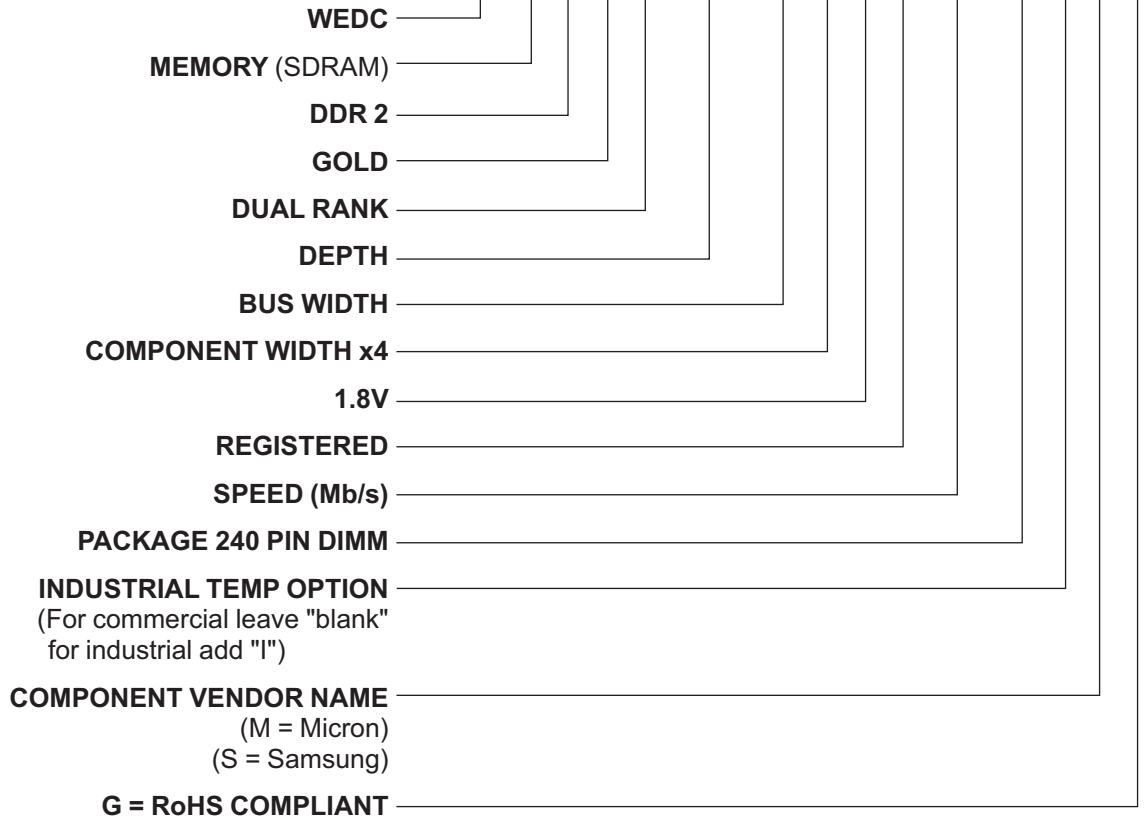 WEDC
MEMORY (SDRAM)
DDR 2
GOLD
DUAL RANK
DEPTH
BUS WIDTH
COMPONENT WIDTH x4
1.8V
REGISTERED
SPEED (Mb/s)
PACKAGE 240 PIN DIMM
INDUSTRIAL TEMP OPTION
(For commercial leave "blank"
for industrial add "I")
COMPONENT VENDOR NAME
(M = Micron)
(S = Samsung)
G = RoHS COMPLIANT